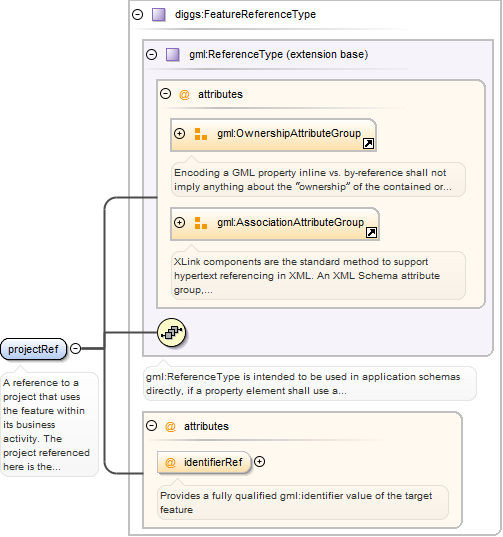 diggs:FeatureReferenceType
gml:ReferenceType (extension base)
@ attributes
gml:OwnershipAttributeGroup
Encoding a GML property inline vs. by-reference shall not
imply anything about the "ownership" of the contained or...
gml:AssociationAttributeGroup
XLink components are the standard method to support
hypertext referencing in XML. An XML Schema attribute
group,...
projectRef
A reference to a
project that uses
the feature within
its business
activity. The
project referenced
here is the...
gml:ReferenceType is intended to be used in application schemas
directly, if a property element shall use a...
@ attributes
@ identifierRef
Provides a fully qualified gml:identifier value of the target
feature